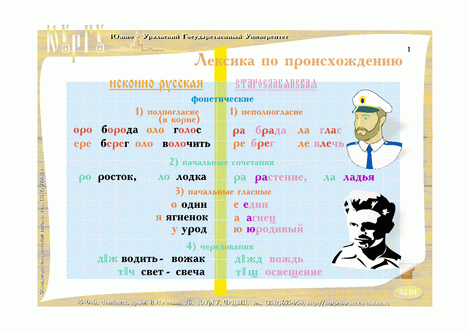 Южно - Уральский Государственный Университет
1
Лексика по происхождению
исконно русская старославянская
фонетические
1) полногласие 1) неполногласие
(в корне)
оро борода оло голос ра брада ла глас
ере берег оло волочить ре брег ле влечь
2) начальные сочетания
ро росток, ло лодка ра растение, ла ладья
3) начальные гласные
о один е един
я ягненок а агнец
у урод ю юродивый
4) чередования
д\ж водить - вожак д\жд вождь
т\ч свет - свеча т\щ освещение
02.04